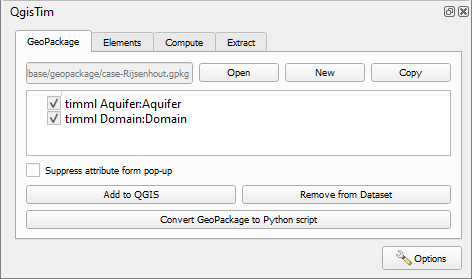 QgisTim
GeoPackage Elements Compute Extract
base/geopackage/case-Rijsenhout.gpkg Open New Copy
timml Aquifer:Aquifer
timml Domain:Domain
Suppress attribute form pop-up
Add to QGIS Remove from Dataset
Convert GeoPackage to Python script
Options